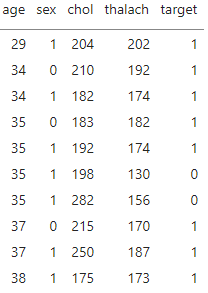 age sex chol thalach target
29 1 204 202 1
34 0 210 192 1
34 1 182 174 1
35 0 183 182 1
35 1 192 174 1
35 1 198 130 0
35 1 282 156 0
37 0 215 170 1
37 1 250 187 1
38 1 175 173 1